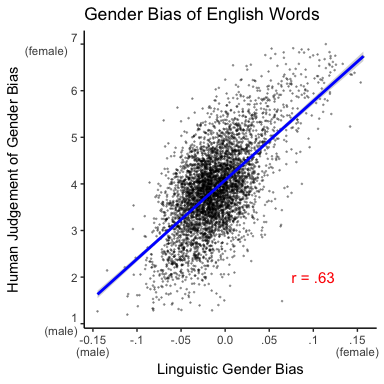 Gender Bias of English Words
Human Judgement of Gender Bias
7
(female)
6
5
4
3
2
1
(male)
r = .63
-0.15 -.1 -.05 0.0 .05 .1 .15
(male) (female)
Linguistic Gender Bias